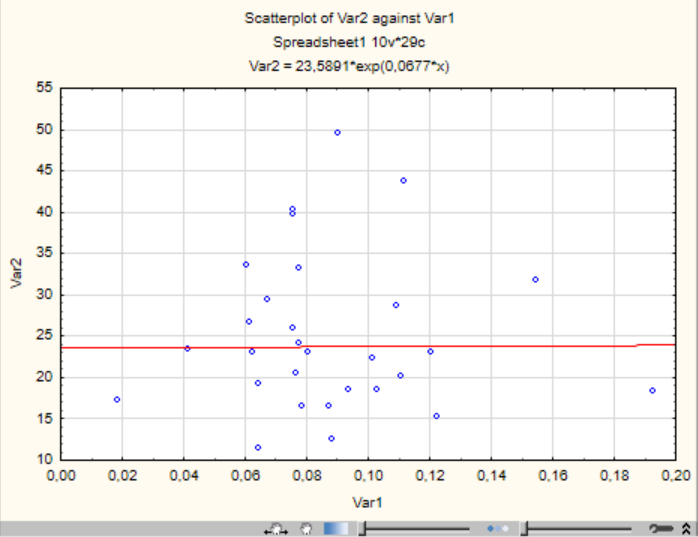 Scatterplot of Var2 against Var1
Spreadsheet1 10v*29c
Var2 = 23,5891*exp(0,0677*x)
55
50
45
40
35
30
25
20
15
10
Var2
0,00 0,02 0,04 0,06 0,08 0,10 0,12 0,14 0,16 0,18 0,20
Var1